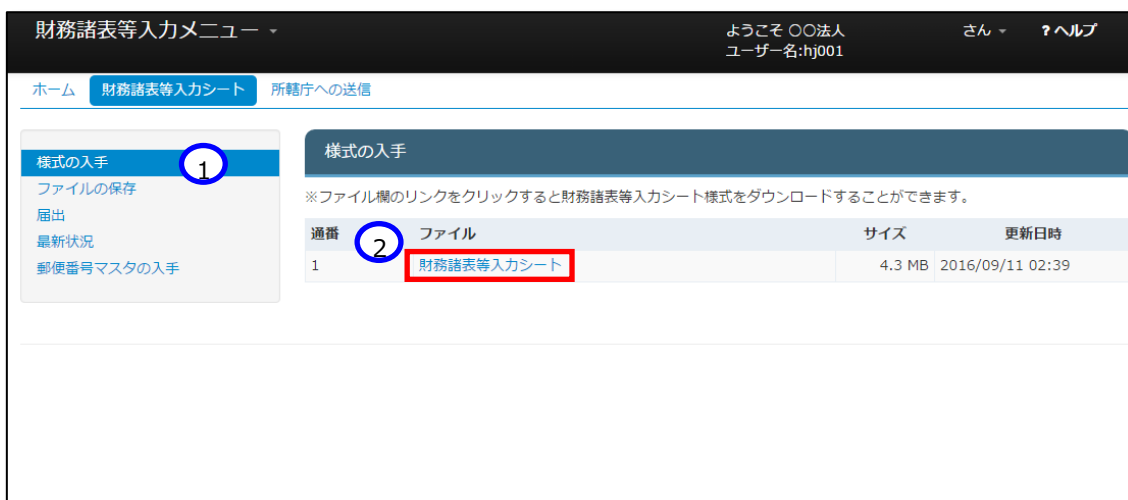 財務諸表等入力メニュー
ようこそ 〇〇法人 さん ? ヘルプ
ユーザー名:hj001
ホーム 財務諸表等入力シート 所轄庁への送信
様式の入手 1
ファイルの保存
届出
最新状況
郵便番号マスタの入手
様式の入手
※ファイル欄のリンクをクリックすると財務諸表等入力シート様式をダウンロードすることができます。
通番 2 ファイル サイズ 更新日時
1 財務諸表等入力シート 4.3 MB 2016/09/11 02:39